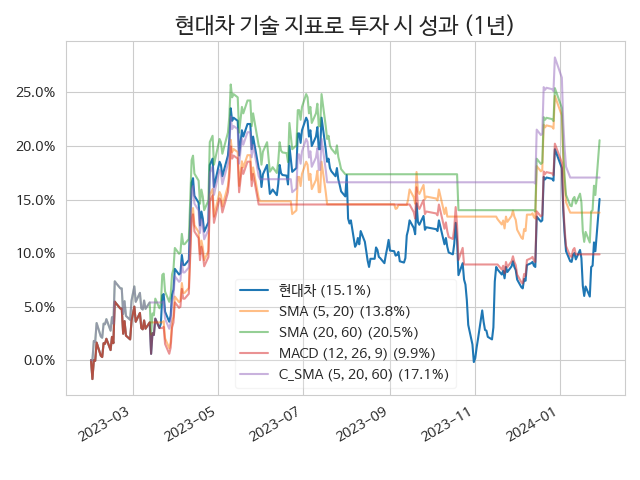 현대차 기술 지표로 투자 시 성과 (1년)
25.0%
20.0%
15.0%
10.0%
5.0%
0.0%
현대차 (15.1%)
SMA (5, 20) (13.8%)
SMA (20, 60) (20.5%)
MACD (12, 26, 9) (9.9%)
C_SMA (5, 20, 60) (17.1%)
2023-03
2023-05
2023-07
2023-09
2023-11
2024-01